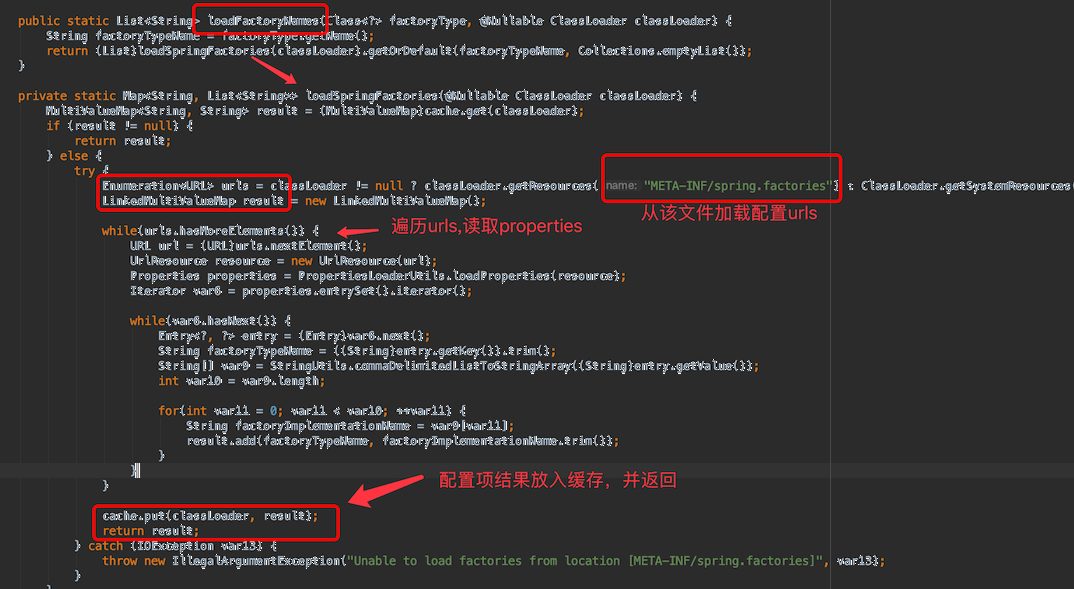 public static List<String> loadFactoryNames(Class<?> factoryType, @Nullable ClassLoader classLoader) {
String factoryTypeName = factoryType.getName();
return (List)loadSpringFactories(classLoader).getOrDefault(factoryTypeName, Collections.emptyList());
}
private static Map<String, List<String>> loadSpringFactories(@Nullable ClassLoader classLoader) {
MultiValueMap<String, String> result = (MultiValueMap)cache.get(classLoader);
if (result != null) {
return result;
} else {
try {
Enumeration<URL> urls = classLoader != null ? classLoader.getResources( name: "META-INF/spring.factories") : ClassLoader.getSystemResources(
LinkedMultiValueMap result = new LinkedMultiValueMap();
从该文件加载配置urls
while(urls.hasMoreElements()) {
遍历urls,读取properties
URL url = (URL)urls.nextElement();
UrlResource resource = new UrlResource(url);
Properties properties = PropertiesLoaderUtils.loadProperties(resource);
Iterator var6 = properties.entrySet().iterator();
while(var6.hasNext()) {
Entry<?, ?> entry = (Entry)var6.next();
String factoryTypeName = ((String)entry.getKey()).trim();
String[] var9 = StringUtils.commaDelimitedListToStringArray((String)entry.getValue());
int var10 = var9.length;
for(int var11 = 0; var11 < var10; ++var11) {
String factoryImplementationName = var9[var11];
result.add(factoryTypeName, factoryImplementationName.trim());
}
}
}
配置项结果放入缓存，并返回
cache.put(classLoader, result);
return result;
} catch (IOException var13) {
throw new IllegalArgumentException("Unable to load factories from location [META-INF/spring.factories]", var13);
}